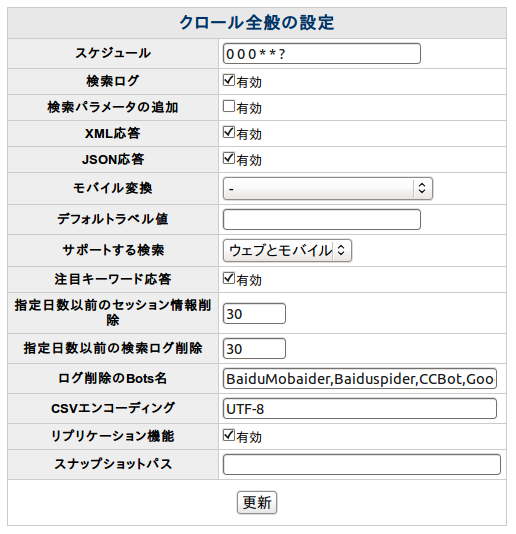 クロール全般の設定
スケジュール 0 0 0 * * ?
検索ログ 有効
検索パラメータの追加 有効
XML応答 有効
JSON応答 有効
モバイル変換 -
デフォルトラベル値
サポートする検索 ウェブとモバイル
注目キーワード応答 有効
指定日数以前のセッション情報削
除 30
指定日数以前の検索ログ削除 30
ログ削除のBots名 BaiduMobaider,Baiduspider,CCBot,Goo
CSVエンコーディング UTF-8
リプリケーション機能 有効
スナップショットパス
更新